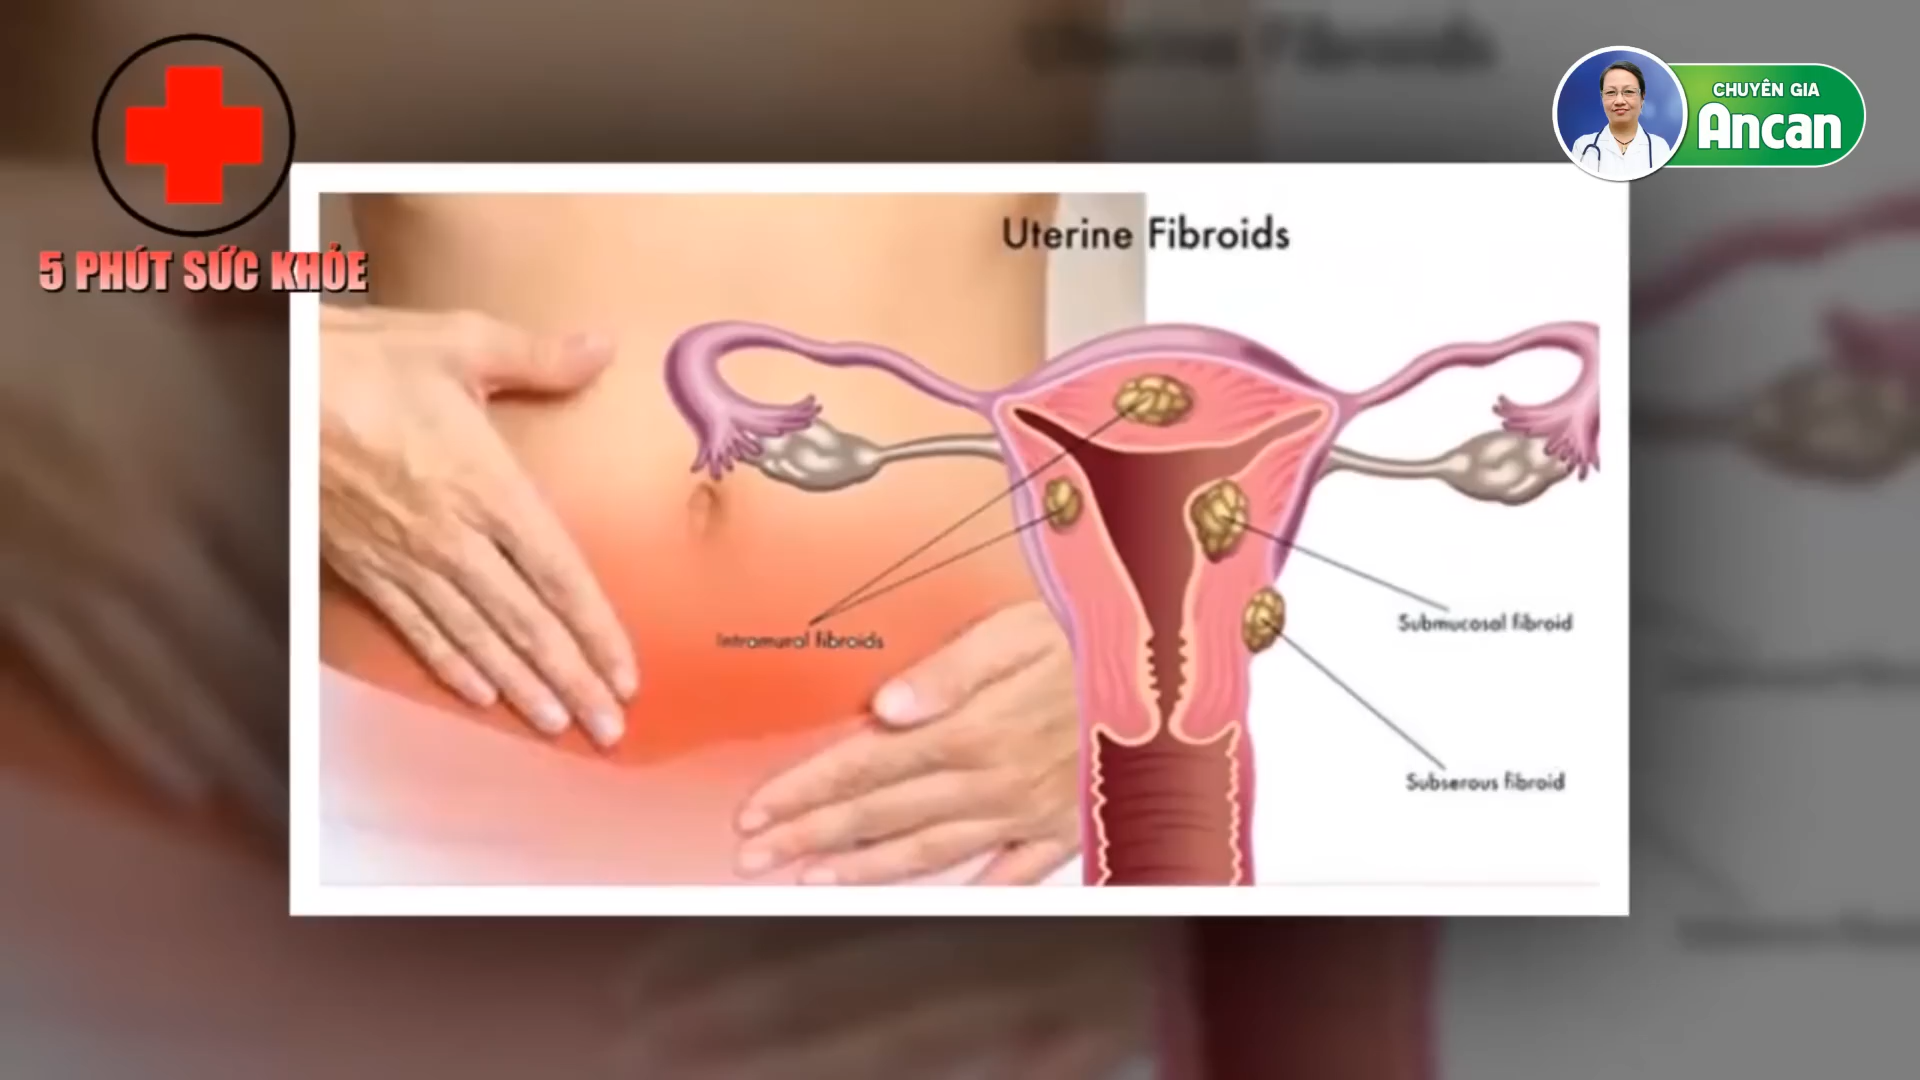 CHUYÊN GIA
Ancan
5 PHÚT SỨC KHỎE
Uterine Fibroids
Intramural fibroids
Submucosal fibroid
Subserous fibroid